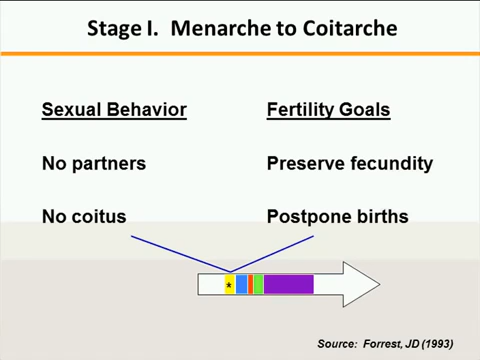 Stage I. Menarche to Coitarche
Sexual Behavior
Fertility Goals
No partners
Preserve fecundity
No coitus
Postpone births
*
Source: Forrest, JD (1993)